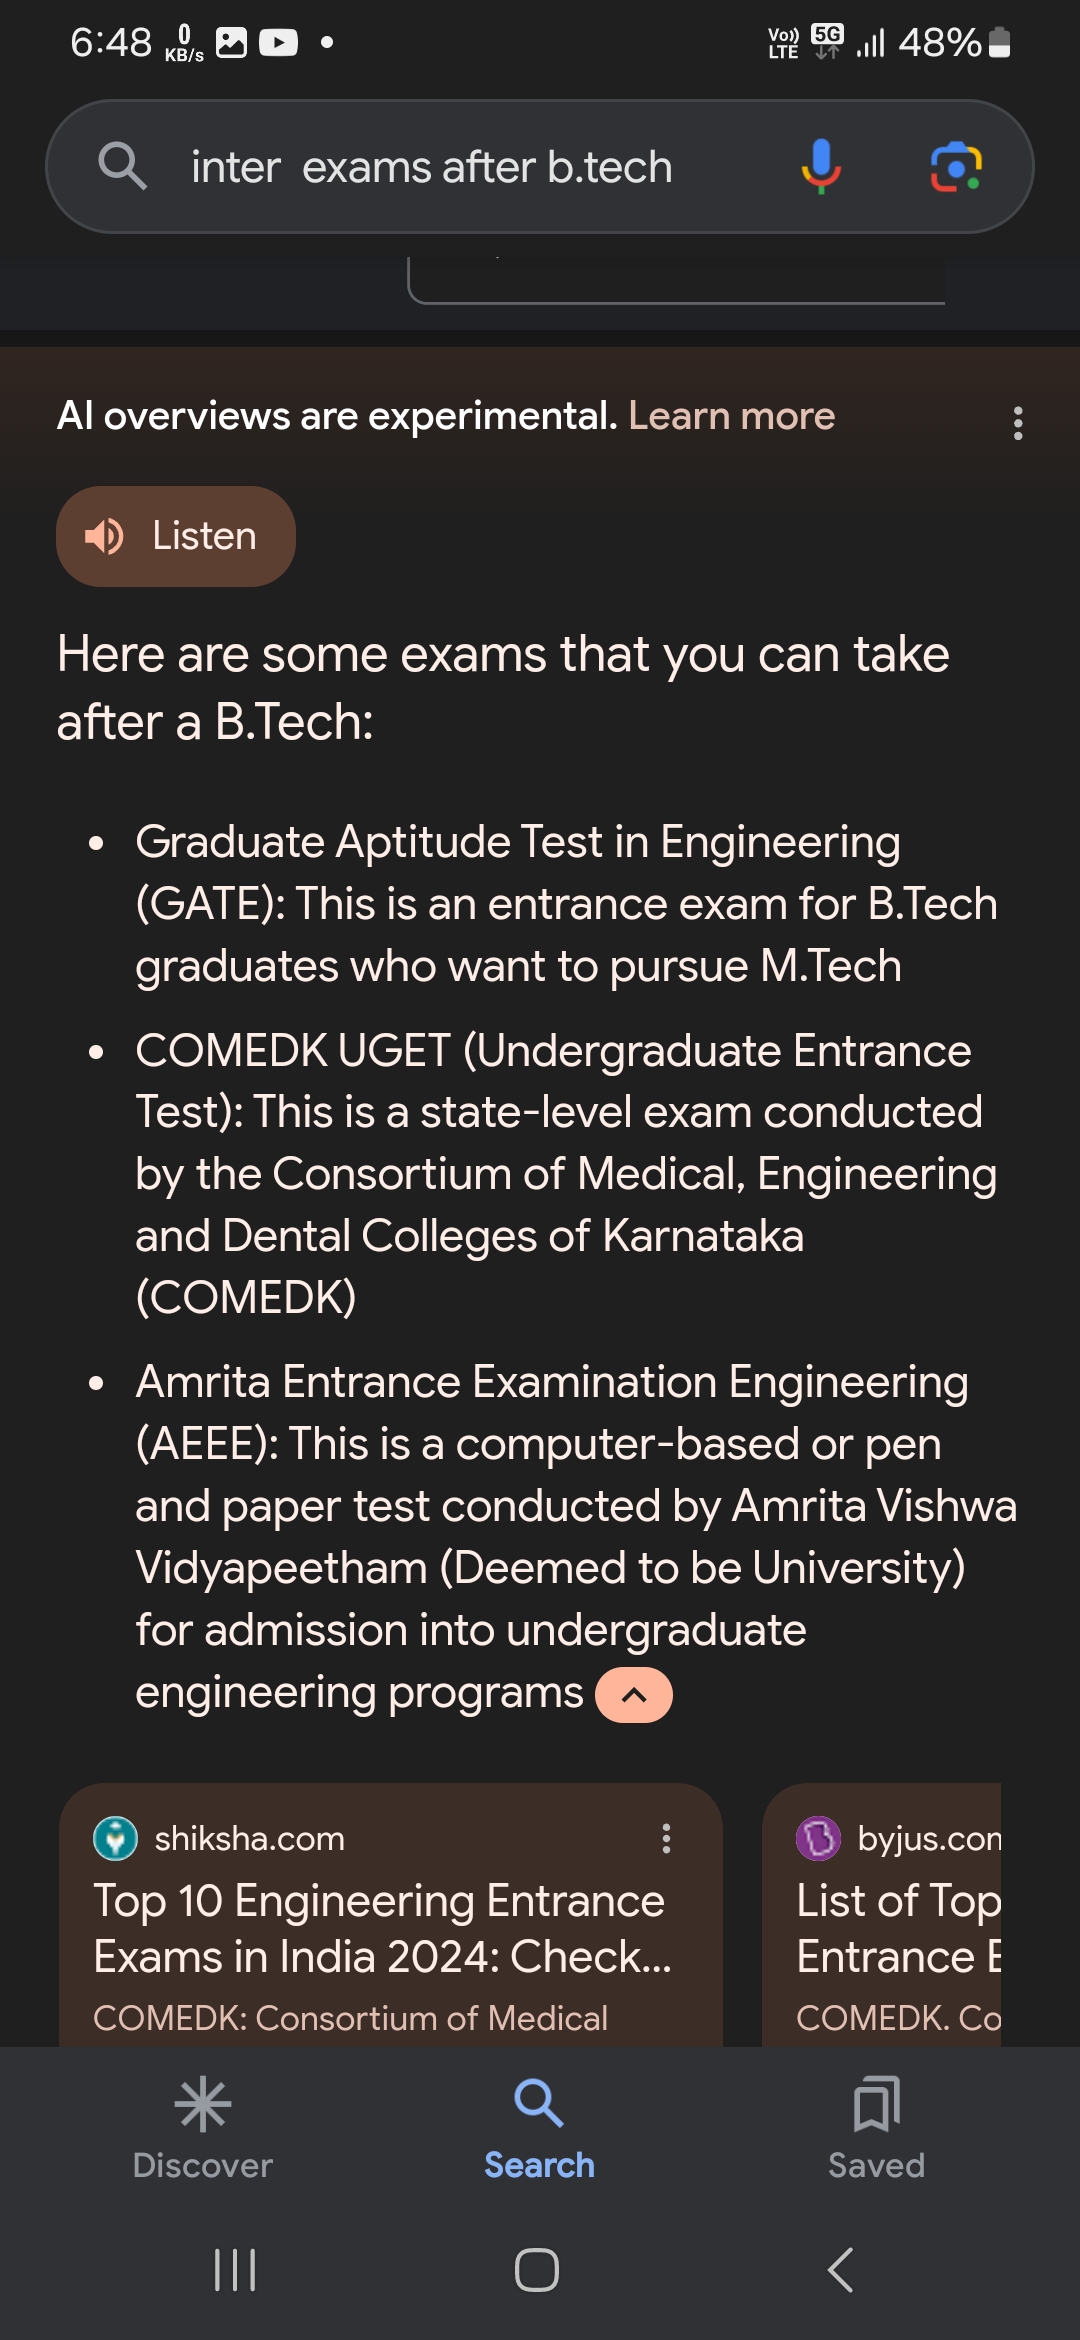 6:48 0 KB/s Vo)) LTE 5G 48%
inter exams after b.tech
AI overviews are experimental. Learn more
Listen
Here are some exams that you can take
after a B.Tech:
• Graduate Aptitude Test in Engineering
(GATE): This is an entrance exam for B.Tech
graduates who want to pursue M.Tech
• COMEDK UGET (Undergraduate Entrance
Test): This is a state-level exam conducted
by the Consortium of Medical, Engineering
and Dental Colleges of Karnataka
(COMEDK)
• Amrita Entrance Examination Engineering
(AEEE): This is a computer-based or pen
and paper test conducted by Amrita Vishwa
Vidyapeetham (Deemed to be University)
for admission into undergraduate
engineering programs
shiksha.com
Top 10 Engineering Entrance
Exams in India 2024: Check...
COMEDK: Consortium of Medical
byjus.con
List of Top
Entrance E
COMEDK. Co
Discover Search Saved